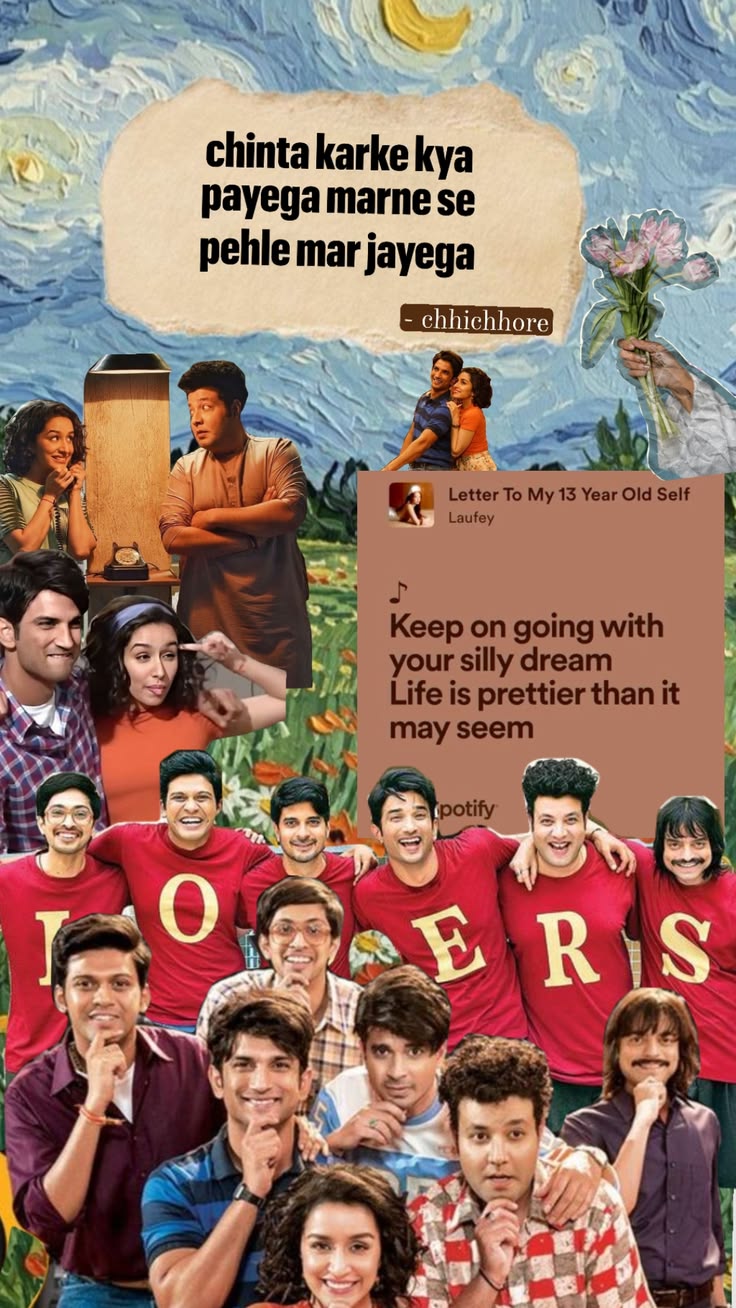 chinta karke kya
payega marne se
pehle mar jayega
- chhichhore
Letter To My 13 Year Old Self
Laufey
Keep on going with
your silly dream
Life is prettier than it
may seem
potify
L O E R S